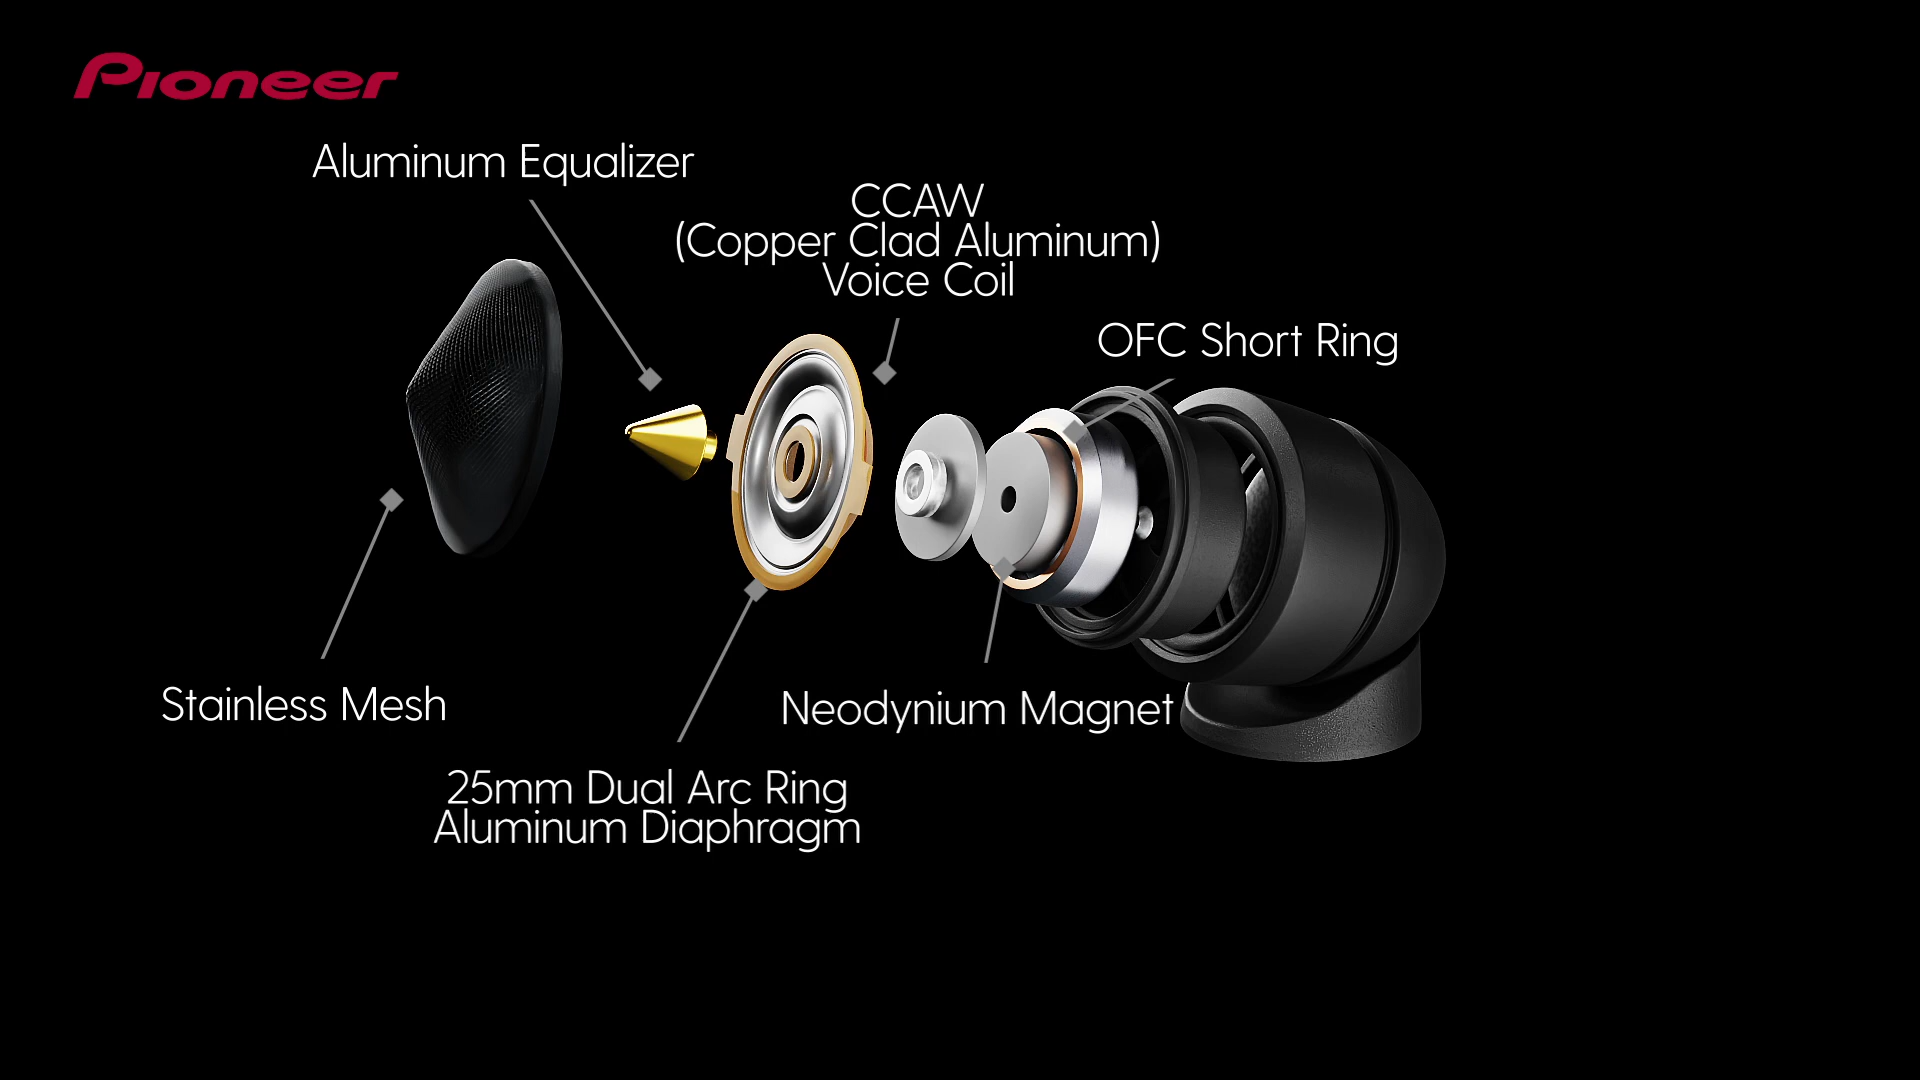 Pioneer
Aluminum Equalizer
CCAW
(Copper Clad Aluminum)
Voice Coil
OFC Short Ring
Stainless Mesh
Neodynium Magnet
25mm Dual Arc Ring
Aluminum Diaphragm